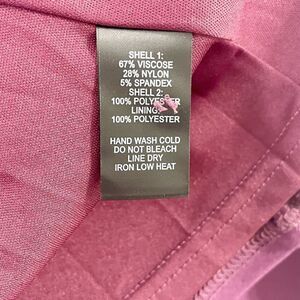 SHELL 1:
67% VISCOSE
28% NYLON
5% SPANDEX
SHELL 2:
100% POLYESTER
LINING:
100% POLYESTER
HAND WASH COLD
DO NOT BLEACH
LINE DRY
IRON LOW HEAT